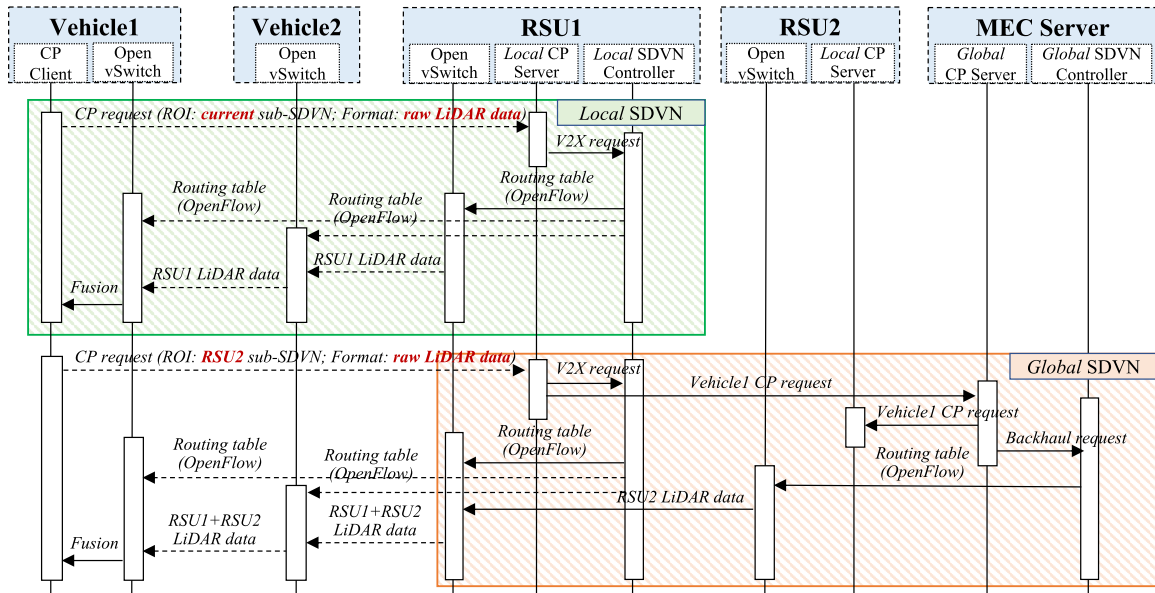 Vehicle1
Vehicle2
RSU1
RSU2
MEC Server
CP
Client
Open
vSwitch
Open
vSwitch
Open
vSwitch
Local CP
Server
Local SDVN
Controller
Open
vSwitch
Local CP
Server
Global
CP Server
Global SDVN
Controller
Local SDVN
CP request (ROI: current sub-SDVN; Format: raw LiDAR data)
V2X request
Routing table
(OpenFlow)
Routing table
(OpenFlow)
Routing table
(OpenFlow)
RSU1 LiDAR data
RSU1 LiDAR data
Fusion
CP request (ROI: RSU2 sub-SDVN; Format: raw LiDAR data)
Global SDVN
V2X request
Vehicle1 CP request
Vehicle1 CP request
Backhaul request
Routing table
(OpenFlow)
Routing table
(OpenFlow)
Routing table
(OpenFlow)
Routing table
(OpenFlow)
RSU2 LiDAR data
RSU1+RSU2
LiDAR data
RSU1+RSU2
LiDAR data
Fusion